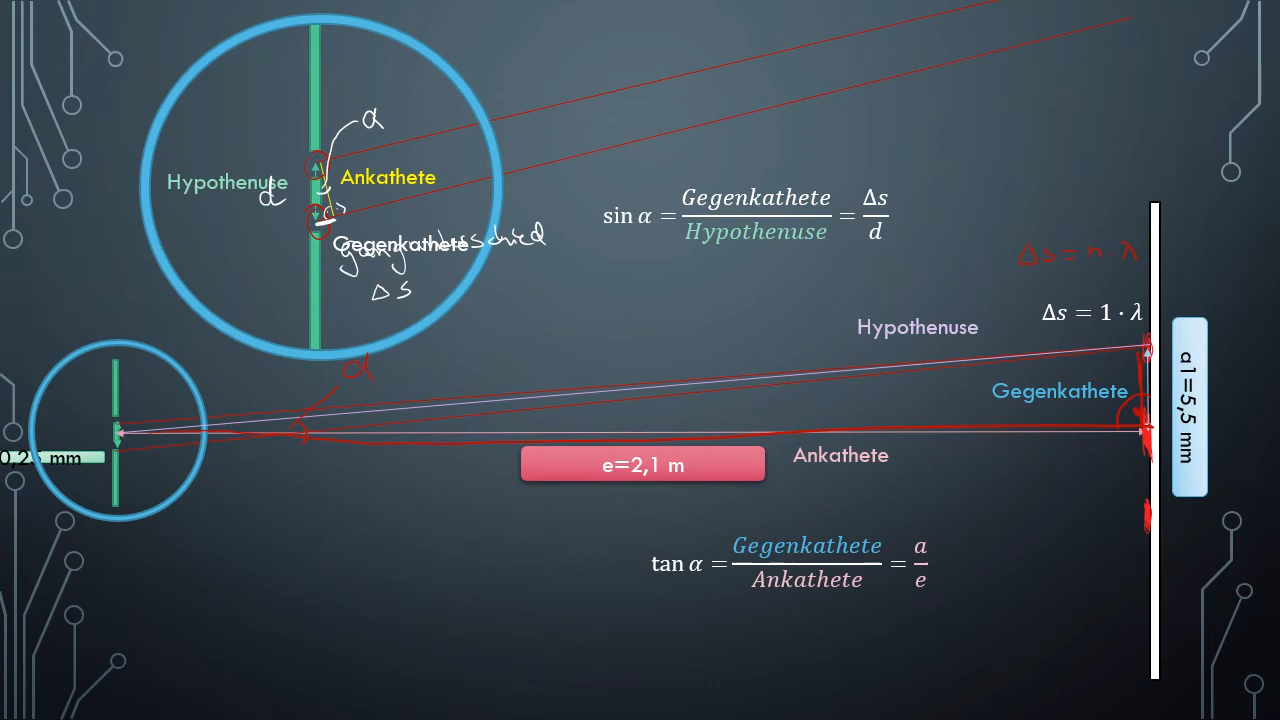 α
Hypothenuse
Ankathete
d
Gegenkathete
Δs
sin α = Gegenkathete / Hypothenuse = Δs / d
Δs = n · λ
Δs = 1 · λ
Hypothenuse
α
Gegenkathete
a1=5,5 mm
e=2,1 m
Ankathete
mm
tan α = Gegenkathete / Ankathete = a / e